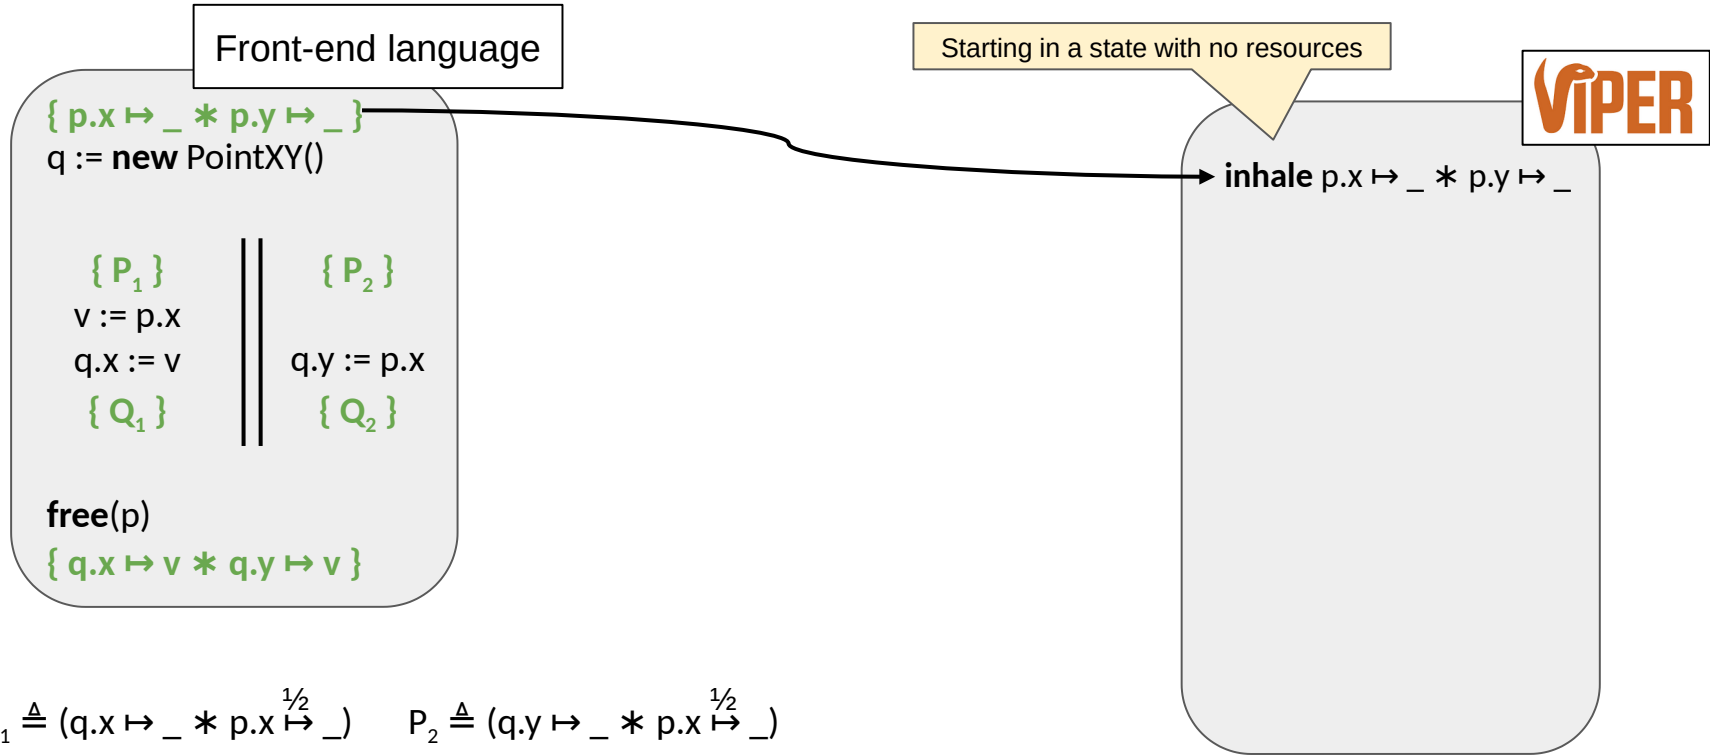 Front-end language
{ p.x ↦ _ ∗ p.y ↦ _ }
q := new PointXY()
{ P₁ } { P₂ }
v := p.x
q.x := v q.y := p.x
{ Q₁ } { Q₂ }
free(p)
{ q.x ↦ v ∗ q.y ↦ v }
Starting in a state with no resources
VIPER
inhale p.x ↦ _ ∗ p.y ↦ _
₁ ≜ (q.x ↦ _ ∗ p.x ½↦ _) P₂ ≜ (q.y ↦ _ ∗ p.x ½↦ _)